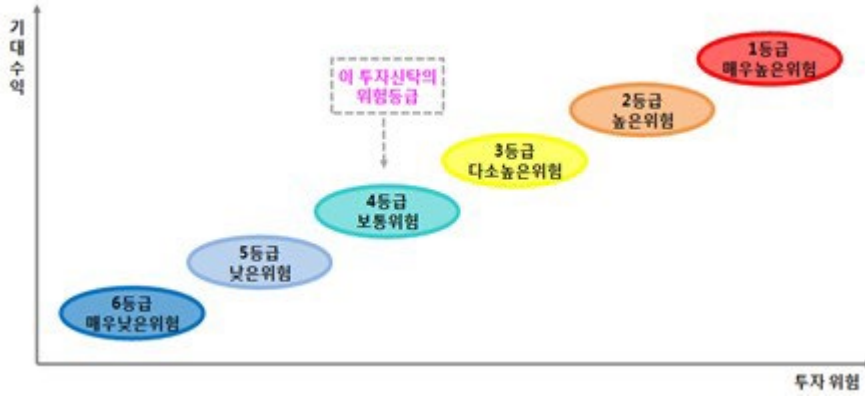 기대수익
1등급
매우높은위험
이 투자신탁의
위험등급
2등급
높은위험
3등급
다소높은위험
4등급
보통위험
5등급
낮은위험
6등급
매우낮은위험
투자 위험